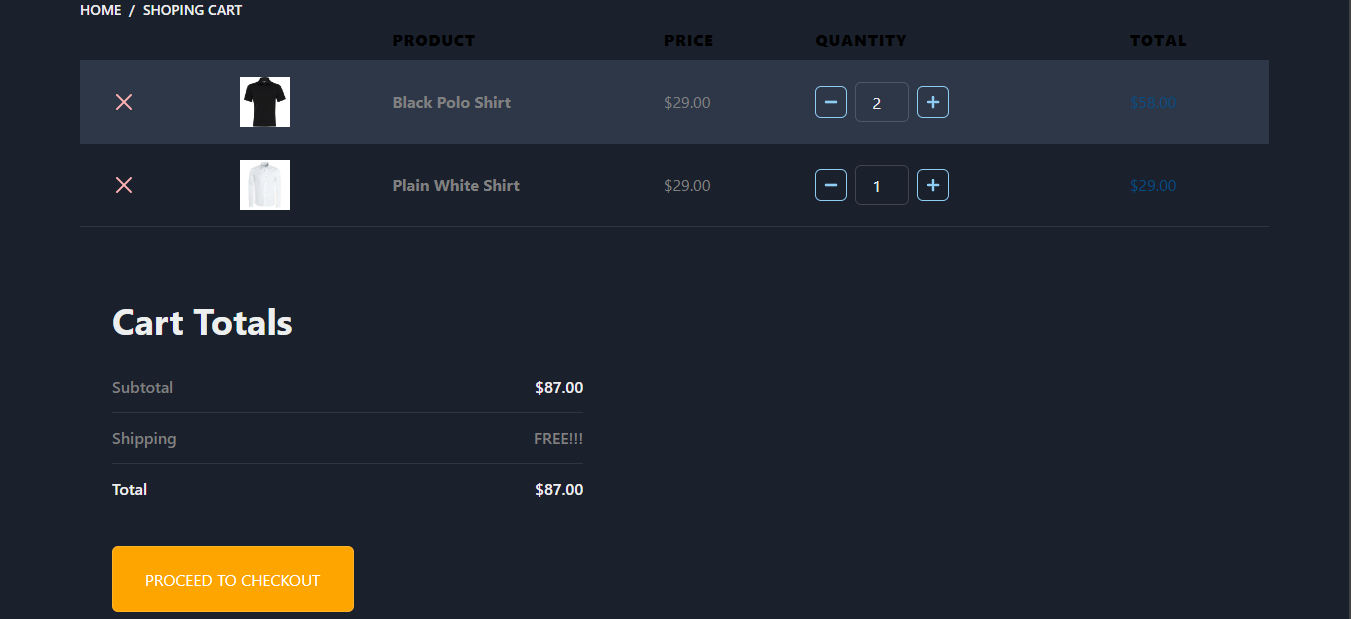 HOME / SHOPING CART
PRODUCT PRICE QUANTITY TOTAL
Black Polo Shirt $29.00 2 $58.00
Plain White Shirt $29.00 1 $29.00
Cart Totals
Subtotal $87.00
Shipping FREE!!!
Total $87.00
PROCEED TO CHECKOUT